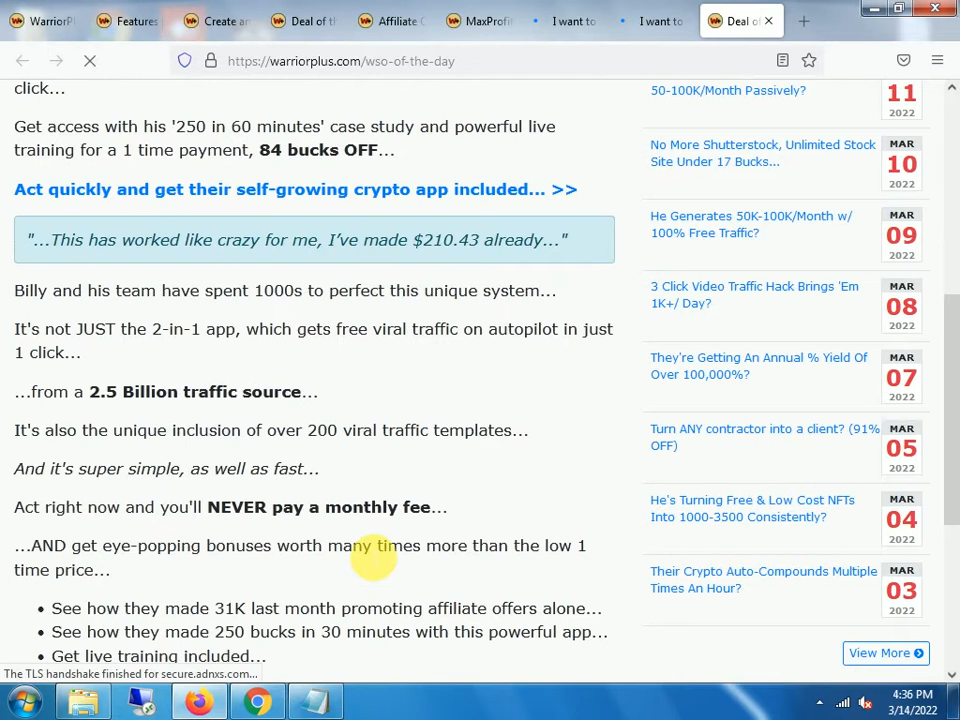 WarriorPl
Features
Create an
Deal of th
Affiliate O
MaxProfit
I want to
I want to
Deal of
https://warriorplus.com/wso-of-the-day
click...
Get access with his '250 in 60 minutes' case study and powerful live
training for a 1 time payment, 84 bucks OFF...
Act quickly and get their self-growing crypto app included... >>
"...This has worked like crazy for me, I've made $210.43 already..."
Billy and his team have spent 1000s to perfect this unique system...
It's not JUST the 2-in-1 app, which gets free viral traffic on autopilot in just
1 click...
...from a 2.5 Billion traffic source...
It's also the unique inclusion of over 200 viral traffic templates...
And it's super simple, as well as fast...
Act right now and you'll NEVER pay a monthly fee...
...AND get eye-popping bonuses worth many times more than the low 1
time price...
• See how they made 31K last month promoting affiliate offers alone...
• See how they made 250 bucks in 30 minutes with this powerful app...
• Get live training included...
50-100K/Month Passively?
11
2022
No More Shutterstock, Unlimited Stock
Site Under 17 Bucks...
MAR
10
2022
He Generates 50K-100K/Month w/
100% Free Traffic?
MAR
09
2022
3 Click Video Traffic Hack Brings 'Em
1K+/ Day?
MAR
08
2022
They're Getting An Annual % Yield Of
Over 100,000%?
MAR
07
2022
Turn ANY contractor into a client? (91%
OFF)
MAR
05
2022
He's Turning Free & Low Cost NFTs
Into 1000-3500 Consistently?
MAR
04
2022
Their Crypto Auto-Compounds Multiple
Times An Hour?
MAR
03
2022
View More
The TLS handshake finished for secure.adnxs.com...
4:36 PM
3/14/2022